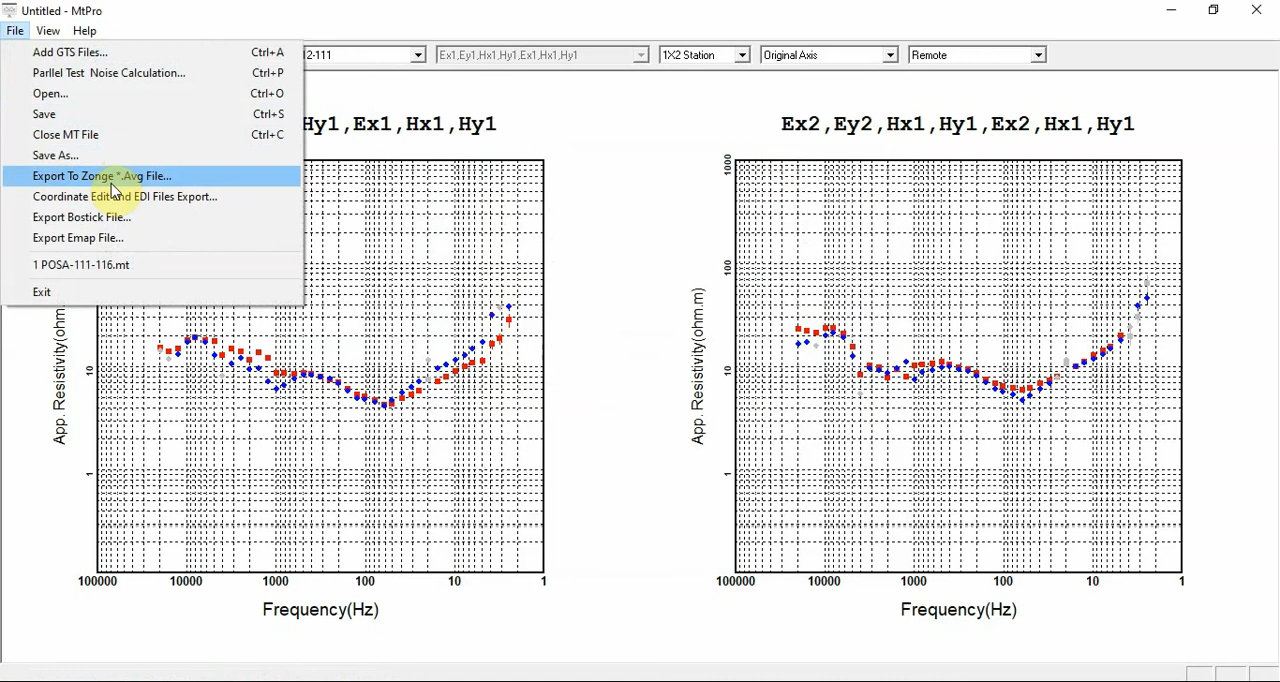 Untitled - MtPro
File View Help
Add GTS Files... Ctrl+A
Parllel Test Noise Calculation... Ctrl+P
Open... Ctrl+O
Save Ctrl+S
Close MT File Ctrl+C
Save As...
Export To Zonge *.Avg File...
Coordinate Edit and EDI Files Export...
Export Bostick File...
Export Emap File...
1 POSA-111-116.mt
Exit
2-111 Ex1,Ey1,Hx1,Hy1,Ex1,Hx1,Hy1 1X2 Station Original Axis Remote
Hy1,Ex1,Hx1,Hy1
App. Resistivity(ohm.m)
10
1
100000 10000 1000 100 10 1
Frequency(Hz)
Ex2,Ey2,Hx1,Hy1,Ex2,Hx1,Hy1
App. Resistivity(ohm.m)
1000
100
10
1
100000 10000 1000 100 10 1
Frequency(Hz)